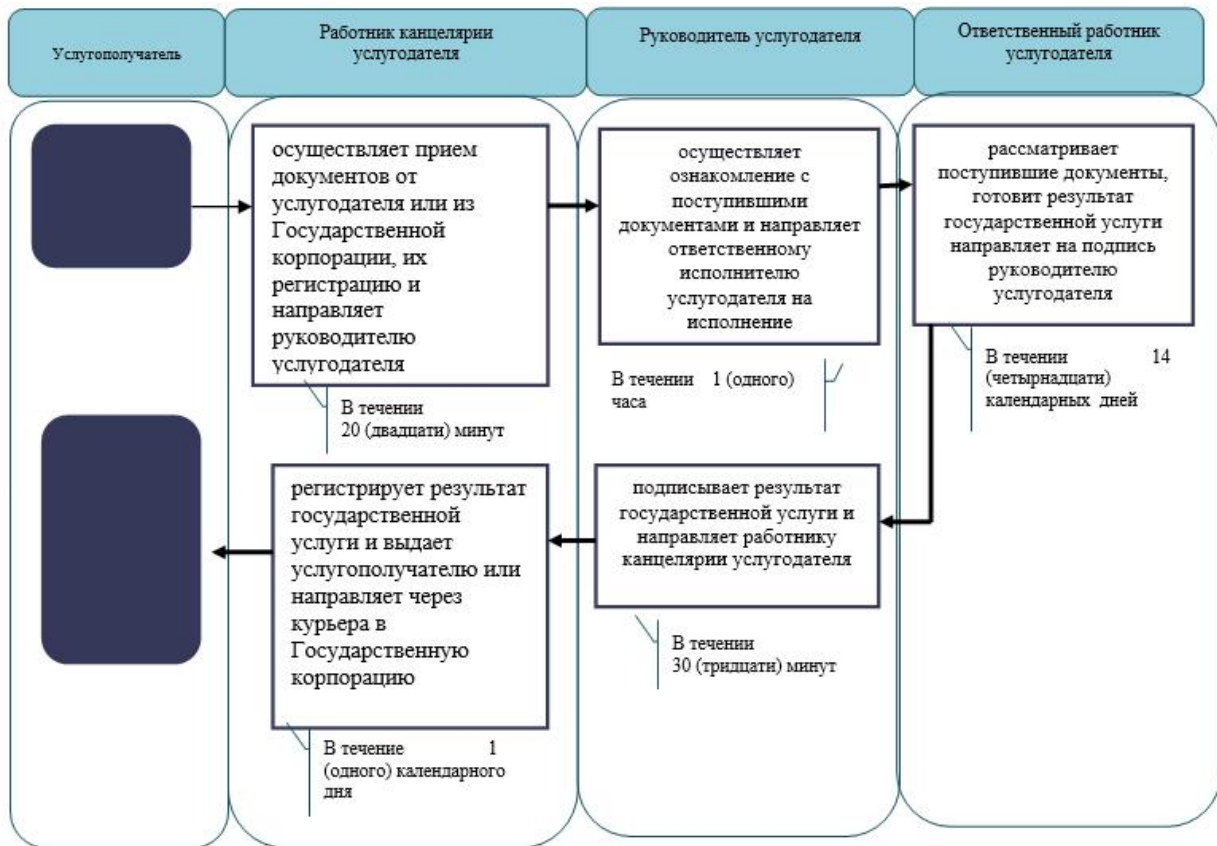 Услугополучатель
Работник канцелярии
услугодателя
Руководитель услугодателя
Ответственный работник
услугодателя
осуществляет прием
документов от
услугодателя или из
Государственной
корпорации, их
регистрацию и
направляет
руководителю
услугодателя
В течении
20 (двадцати) минут
осуществляет
ознакомление с
поступившими
документами и направляет
ответственному
исполнителю
услугодателя на
исполнение
В течении 1 (одного)
часа
рассматривает
поступившие документы,
готовит результат
государственной услуги
направляет на подпись
руководителю
услугодателя
В течении 14
(четырнадцати)
календарных дней
подписывает результат
государственной услуги и
направляет работнику
канцелярии услугодателя
В течении
30 (тридцати) минут
регистрирует результат
государственной
услуги и выдает
услугополучателю или
направляет через
курьера в
Государственную
корпорацию
В течение 1
(одного) календарного
дня